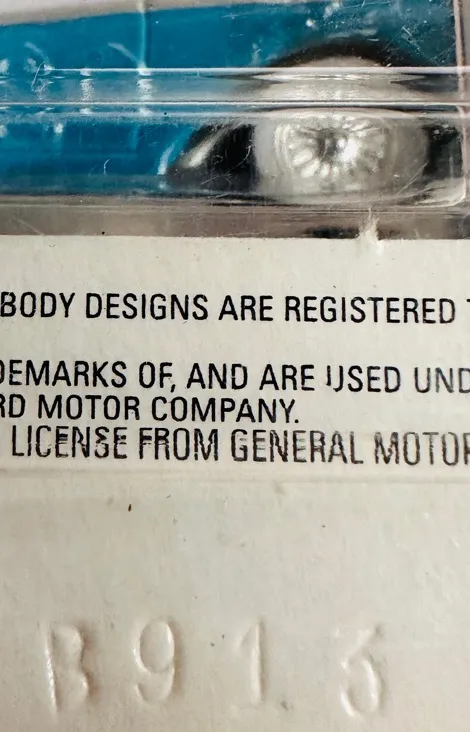 BODY DESIGNS ARE REGISTERED T
DEMARKS OF, AND ARE USED UND
RD MOTOR COMPANY.
LICENSE FROM GENERAL MOTOR
B913